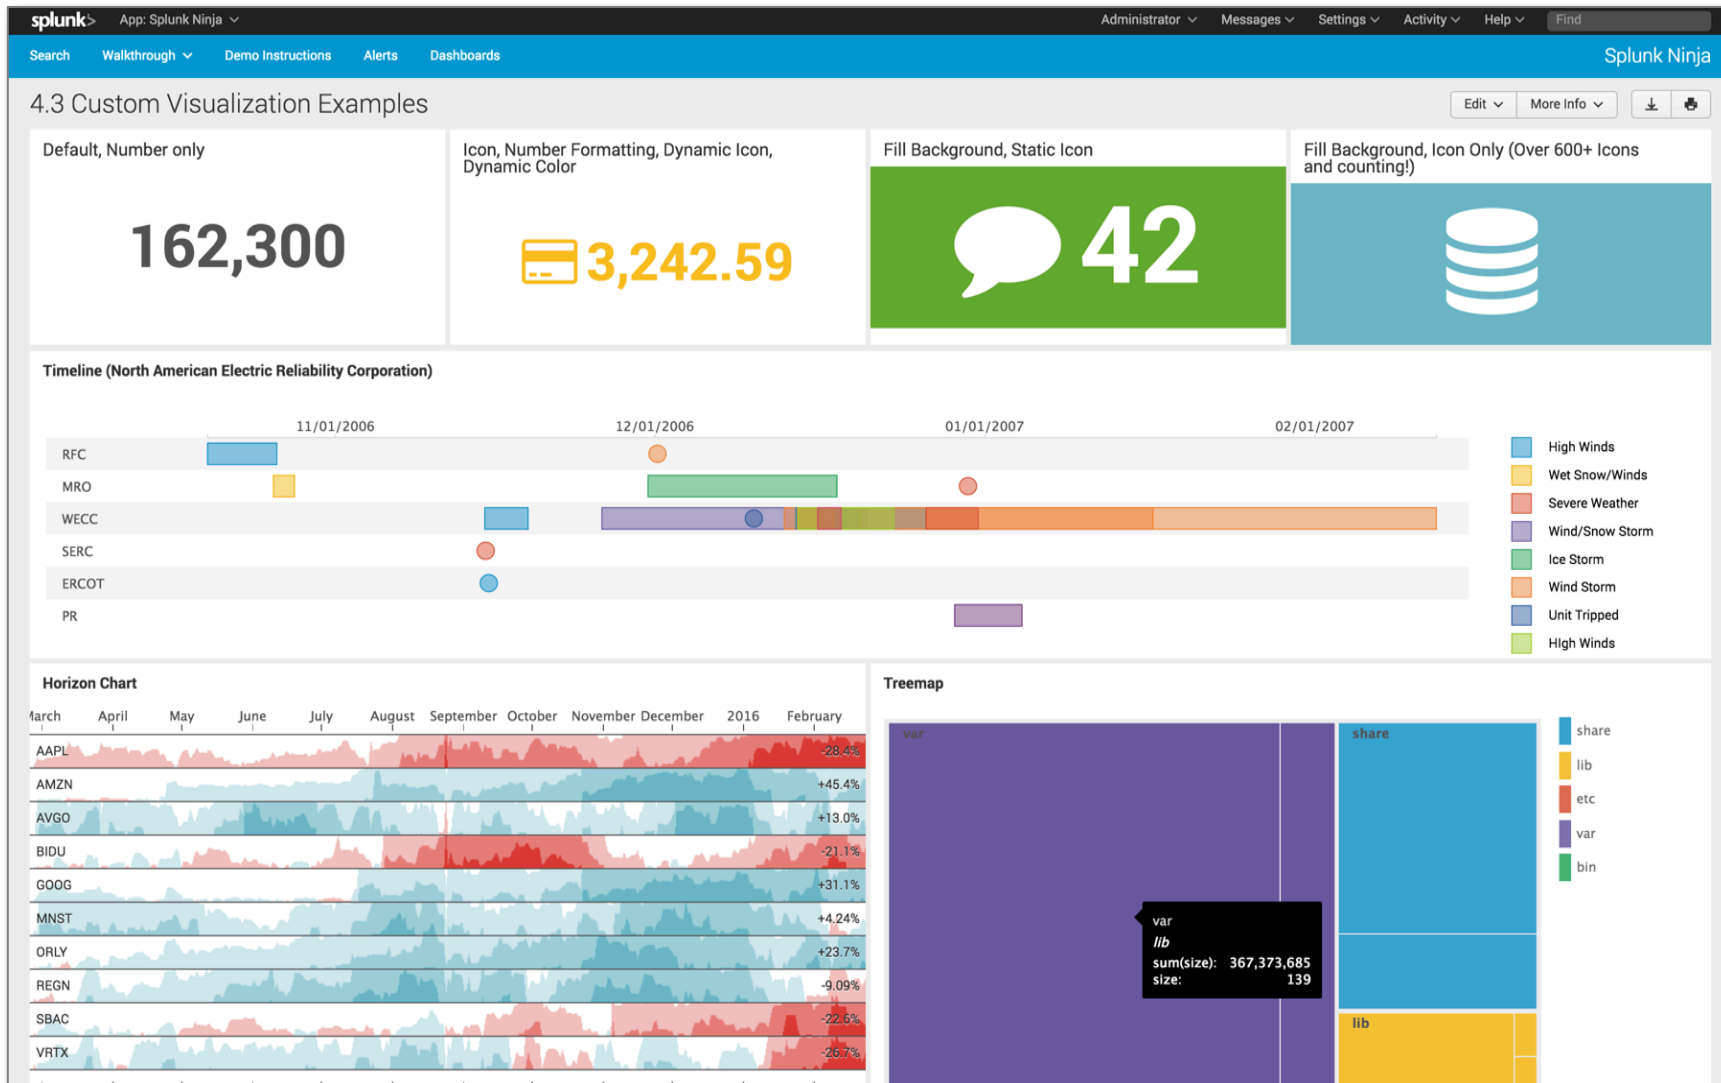 splunk> App: Splunk Ninja Administrator Messages Settings Activity Help Find
Search Walkthrough Demo Instructions Alerts Dashboards Splunk Ninja
4.3 Custom Visualization Examples Edit More Info
Default, Number only
162,300
Icon, Number Formatting, Dynamic Icon,
Dynamic Color
3,242.59
Fill Background, Static Icon
42
Fill Background, Icon Only (Over 600+ Icons
and counting!)
Timeline (North American Electric Reliability Corporation)
11/01/2006 12/01/2006 01/01/2007 02/01/2007
RFC
MRO
WECC
SERC
ERCOT
PR
High Winds
Wet Snow/Winds
Severe Weather
Wind/Snow Storm
Ice Storm
Wind Storm
Unit Tripped
HIgh Winds
Horizon Chart
March April May June July August September October November December 2016 February
AAPL -28.4%
AMZN +45.4%
AVGO +13.0%
BIDU -21.1%
GOOG +31.1%
MNST +4.24%
ORLY +23.7%
REGN -9.09%
SBAC -22.6%
VRTX -26.7%
Treemap
var
share
lib
var
lib
sum(size): 367,373,685
size: 139
share
lib
etc
var
bin